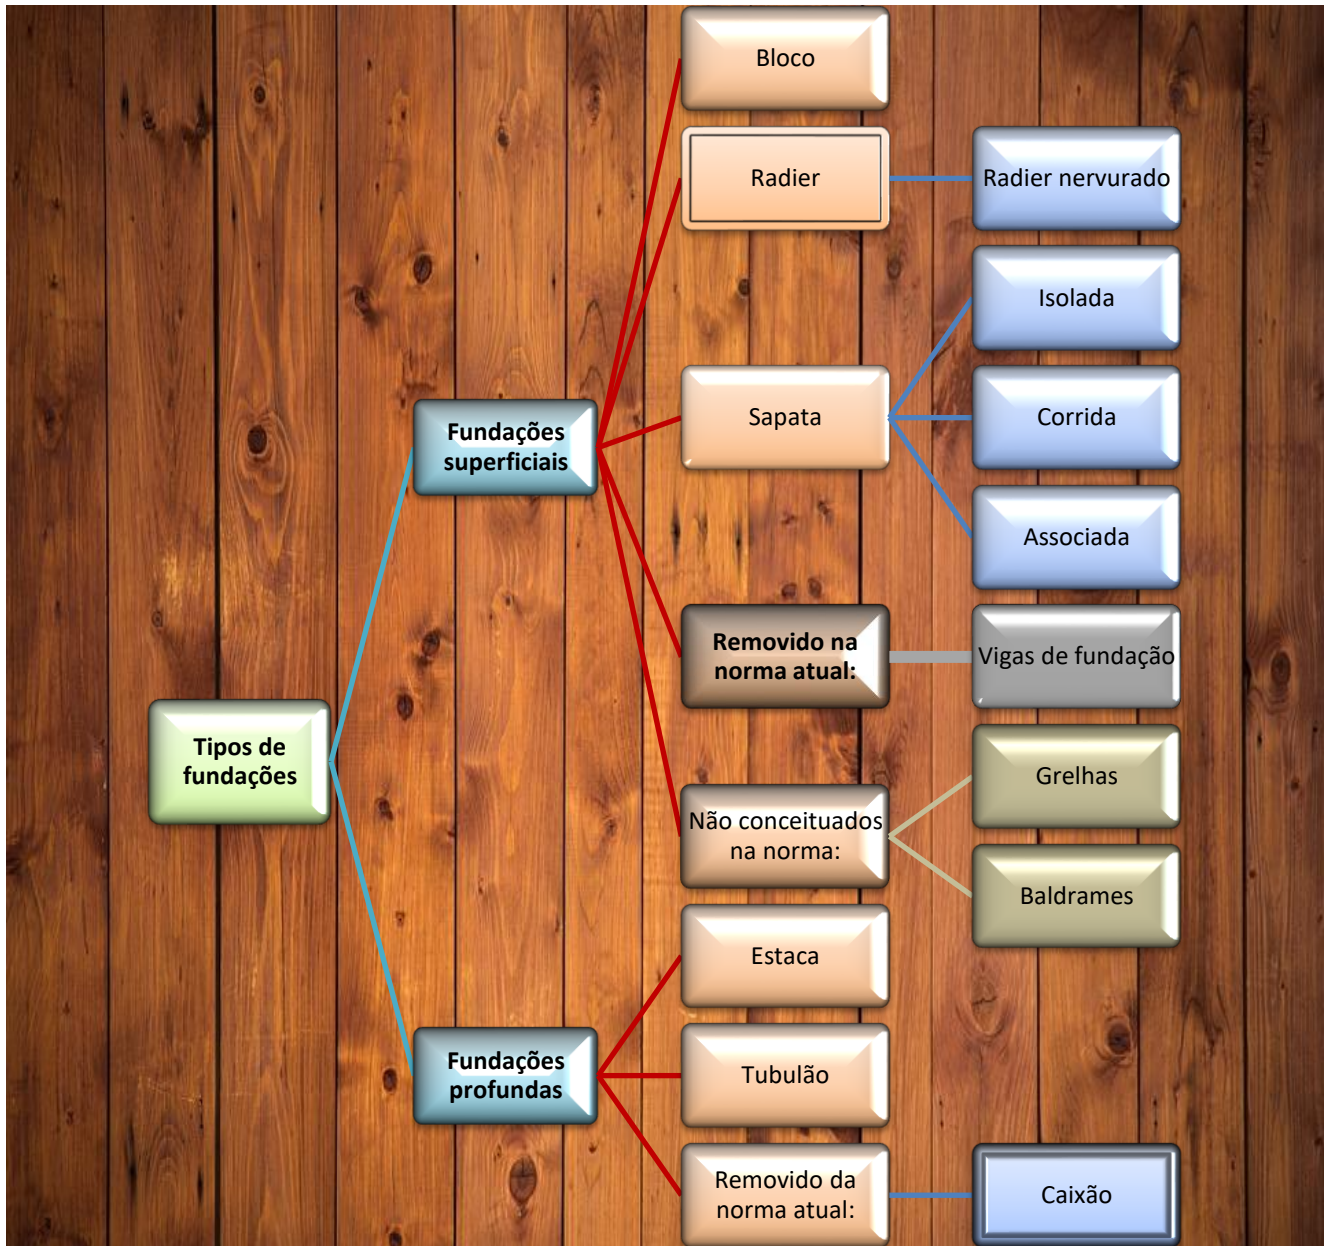 Bloco
Radier
Radier nervurado
Isolada
Sapata
Corrida
Fundações
superficiais
Associada
Removido na
norma atual:
Vigas de fundação
Tipos de
fundações
Grelhas
Não conceituados
na norma:
Baldrames
Estaca
Fundações
profundas
Tubulão
Removido da
norma atual:
Caixão